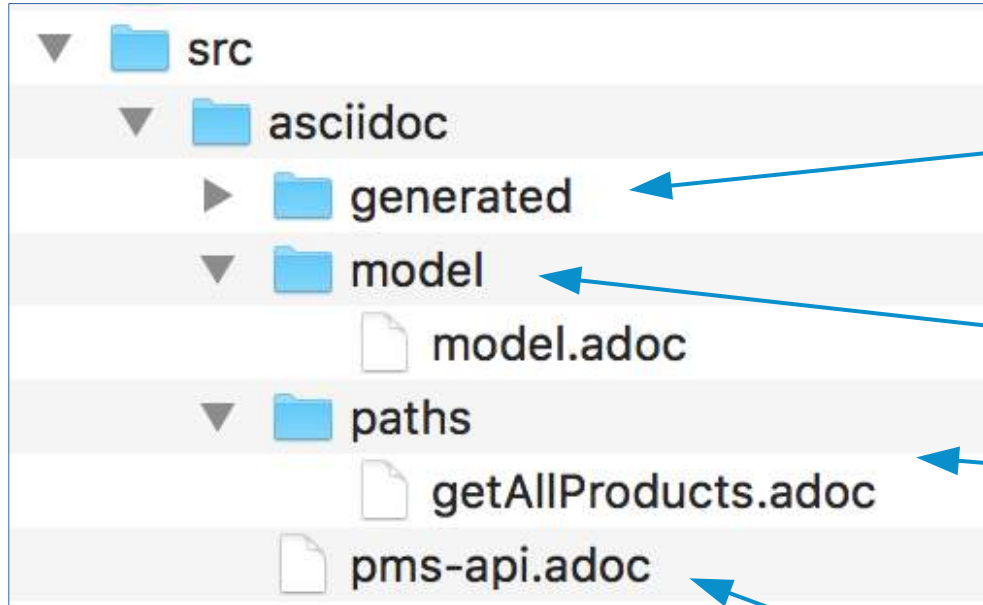 src
asciidoc
generated
model
model.adoc
paths
getAllProducts.adoc
pms-api.adoc